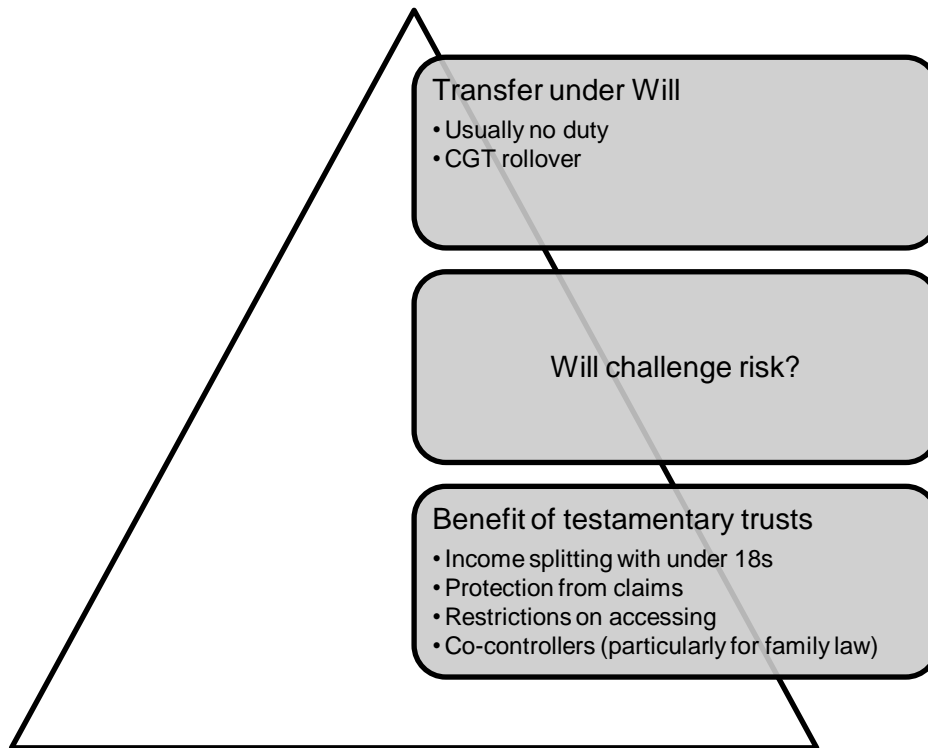 Transfer under Will
• Usually no duty
• CGT rollover
Will challenge risk?
Benefit of testamentary trusts
• Income splitting with under 18s
• Protection from claims
• Restrictions on accessing
• Co-controllers (particularly for family law)